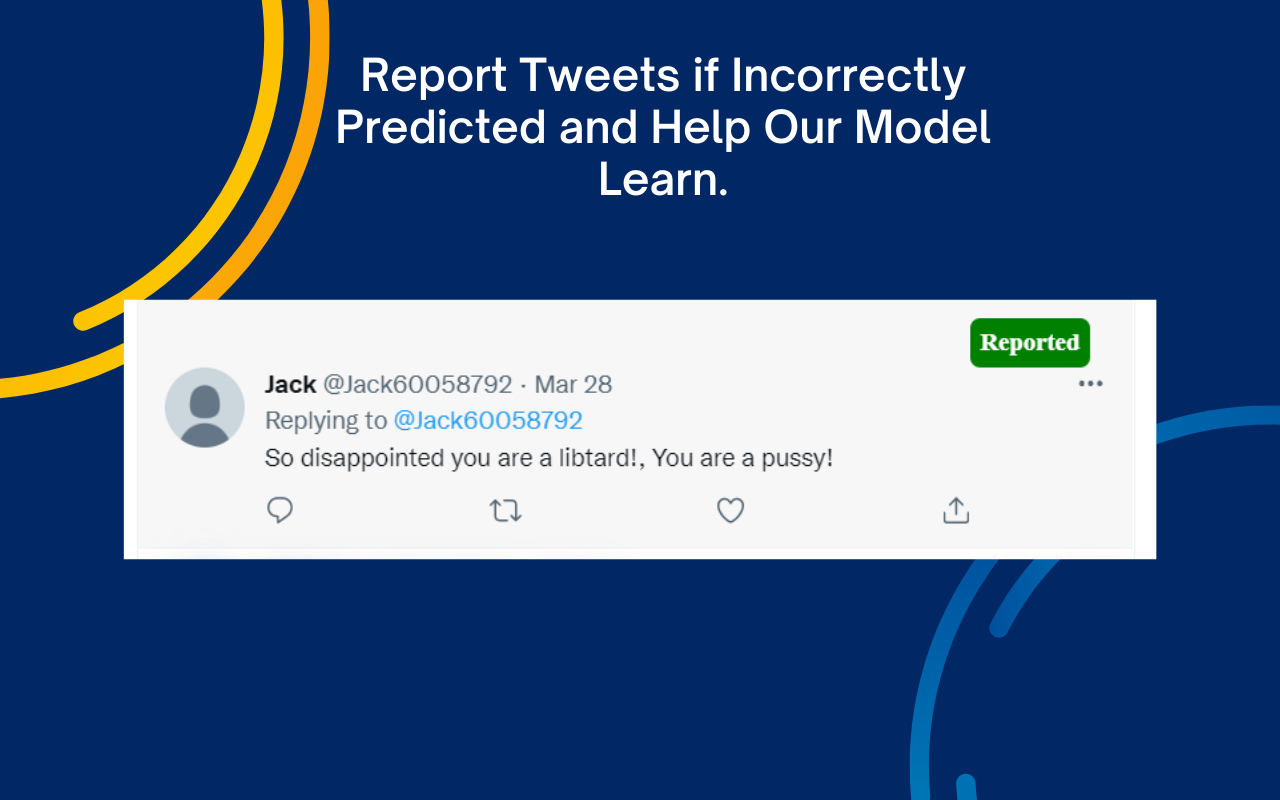 Report Tweets if Incorrectly
Predicted and Help Our Model
Learn.
Reported
Jack @Jack60058792 · Mar 28
Replying to @Jack60058792
So disappointed you are a libtard!, You are a pussy!